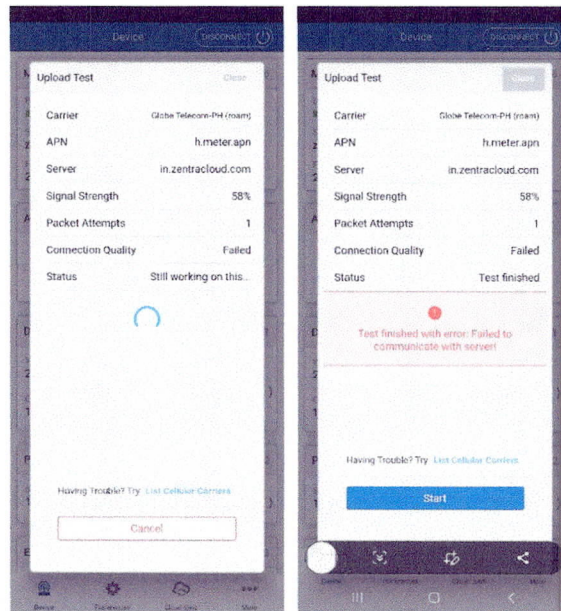 Device
DISCONNECT
Upload Test
Close
Carrier
Globe Telecom-PH (roam)
APN
h.meter.apn
Server
in.zentracloud.com
Signal Strength
58%
Packet Attempts
1
Connection Quality
Failed
Status
Still working on this...
Having Trouble? Try List Cellular Carriers
Cancel
Device
Preferences
More
Device
DISCONNECT
Upload Test
Close
Carrier
Globe Telecom-PH (roam)
APN
h.meter.apn
Server
in.zentracloud.com
Signal Strength
58%
Packet Attempts
1
Connection Quality
Failed
Status
Test finished
Test finished with error: Failed to
communicate with server!
Having Trouble? Try List Cellular Carriers
Start